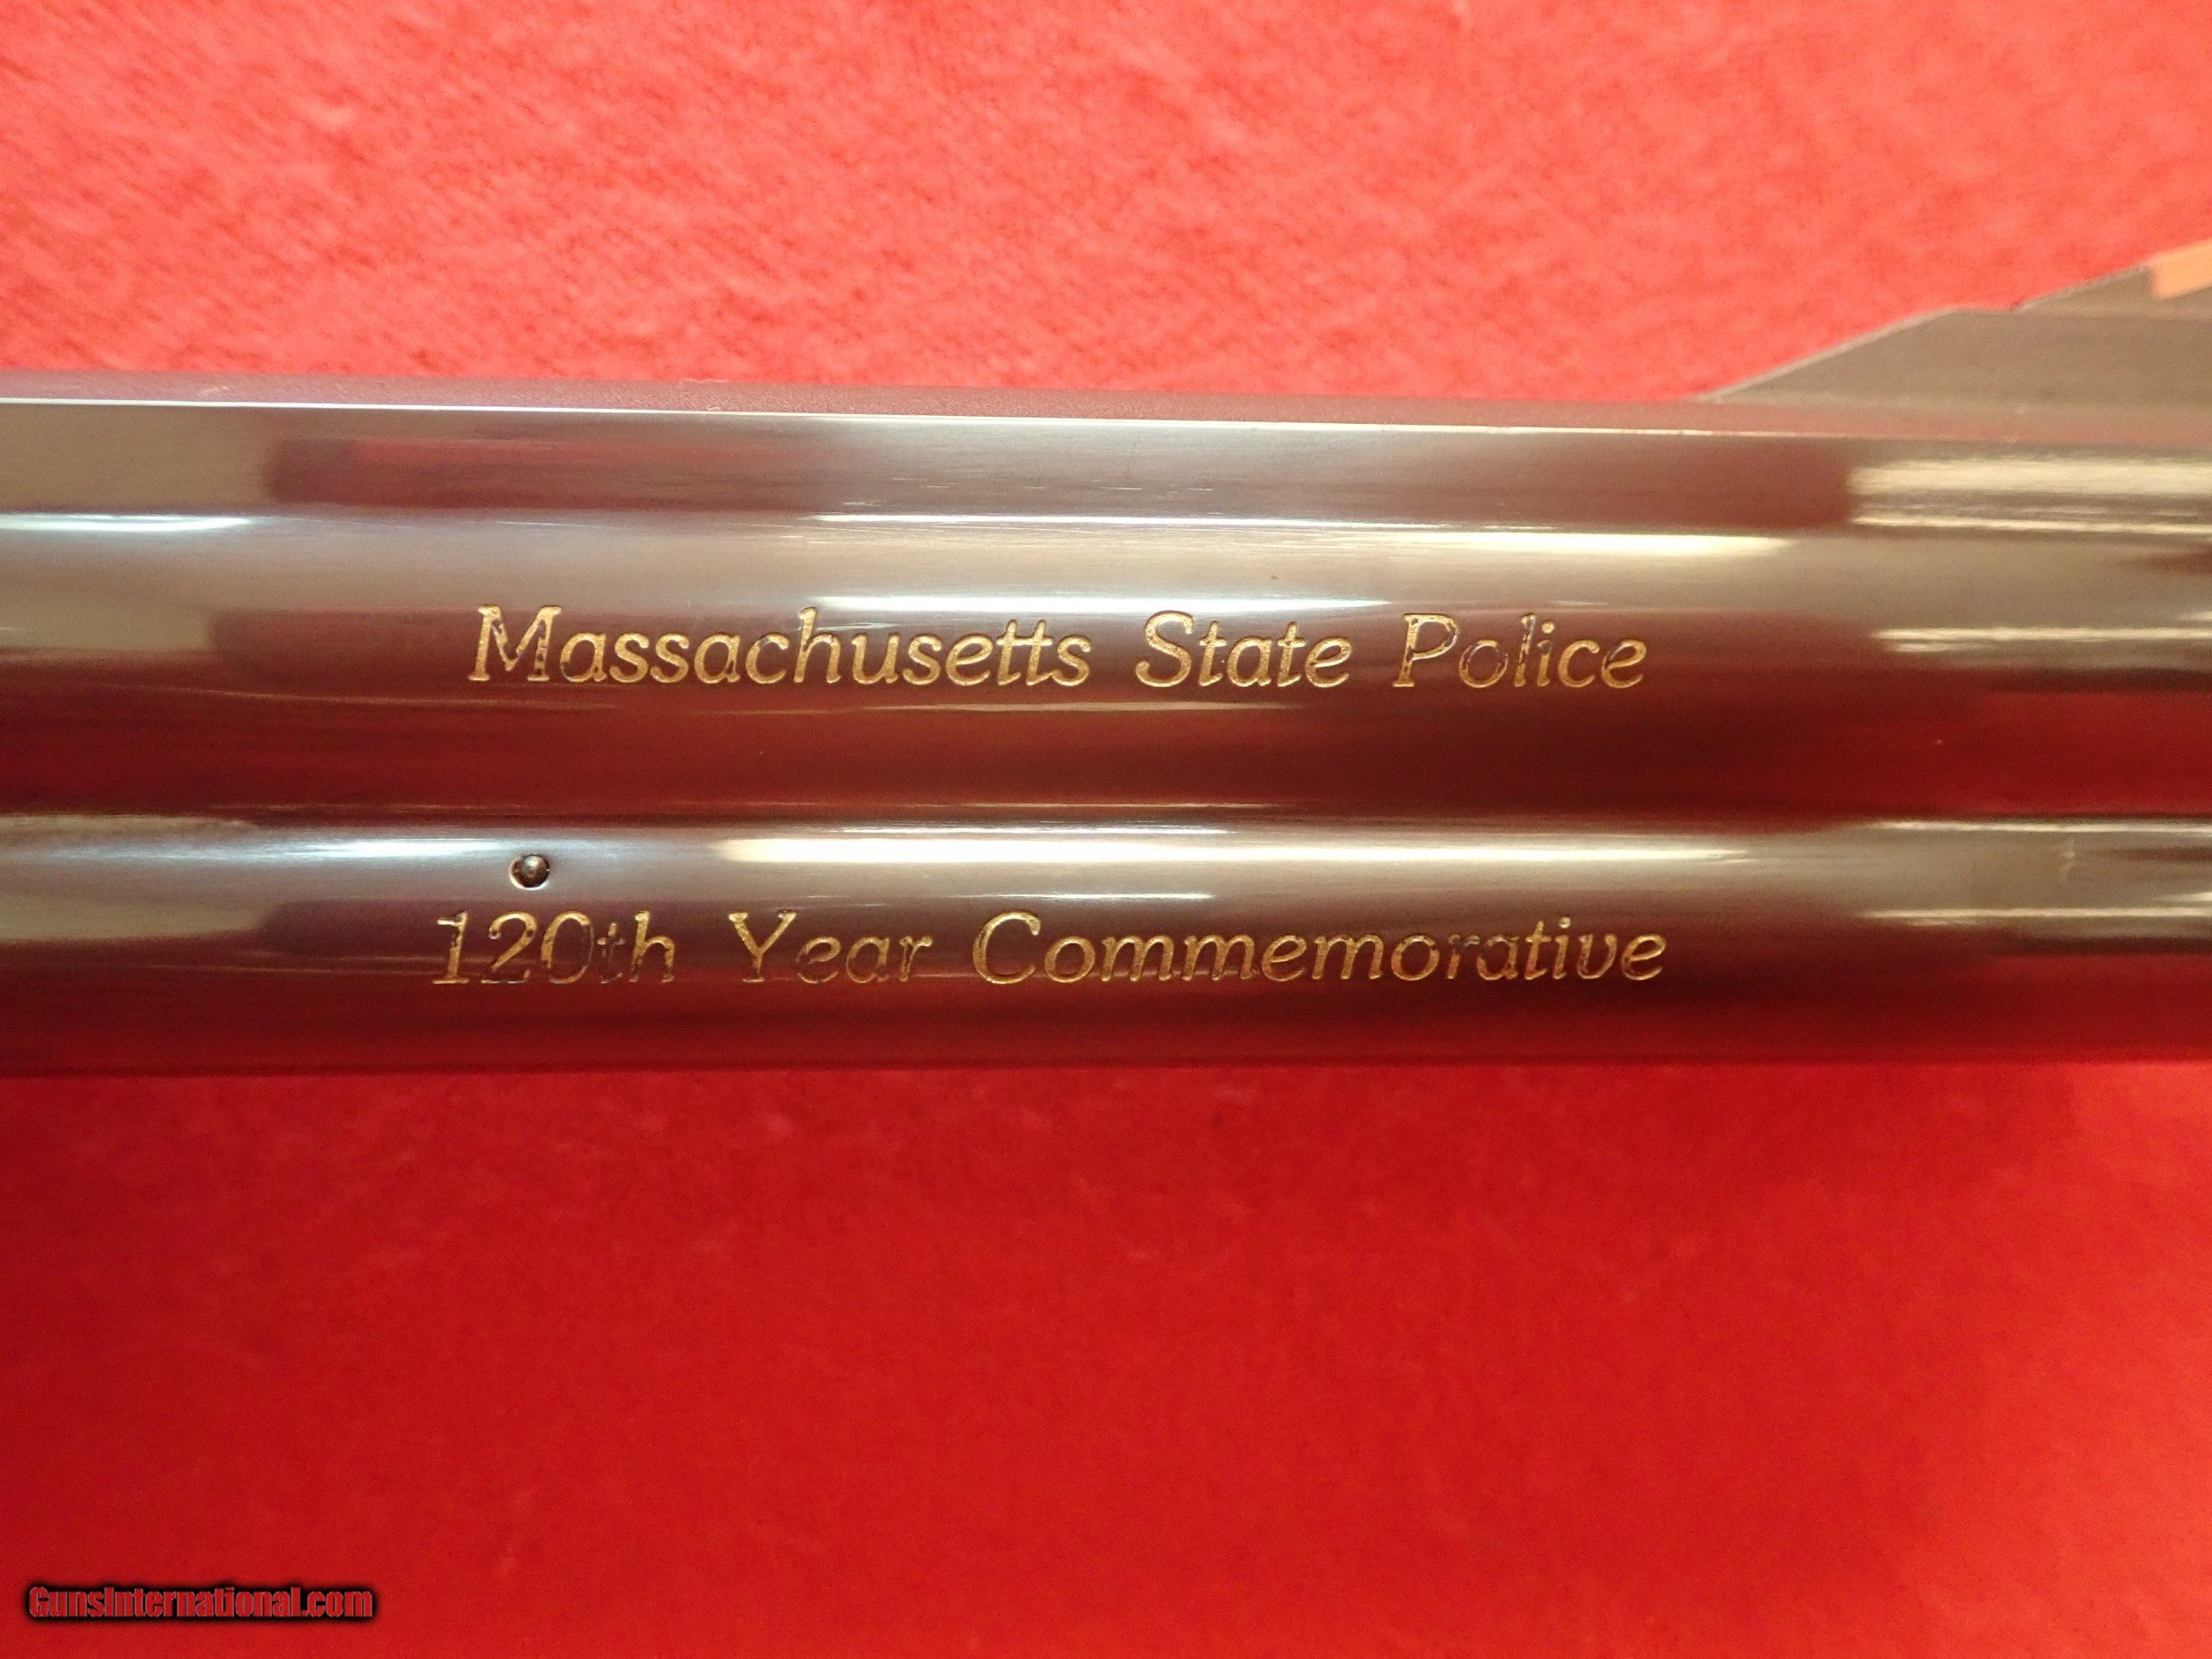 Massachusetts State Police
120th Year Commemorative
GunsInternational.com